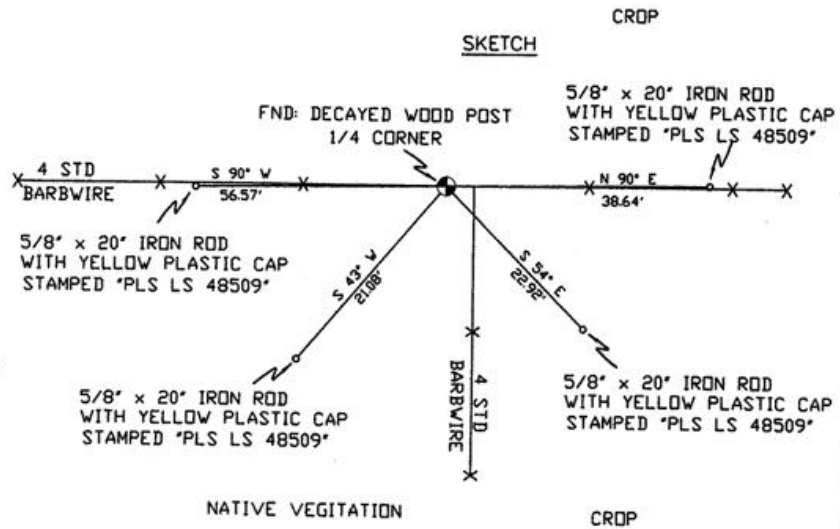 CROP
SKETCH
5/8" x 20" IRON ROD
WITH YELLOW PLASTIC CAP
STAMPED "PLS LS 48509"
FND: DECAYED WOOD POST
1/4 CORNER
4 STD
BARBWIRE
S 90° W
56.57'
N 90° E
38.64'
5/8" x 20" IRON ROD
WITH YELLOW PLASTIC CAP
STAMPED "PLS LS 48509"
S 43° W
21.08'
S 54° E
22.92'
4 STD
BARBWIRE
5/8" x 20" IRON ROD
WITH YELLOW PLASTIC CAP
STAMPED "PLS LS 48509"
5/8" x 20" IRON ROD
WITH YELLOW PLASTIC CAP
STAMPED "PLS LS 48509"
NATIVE VEGITATION
CROP